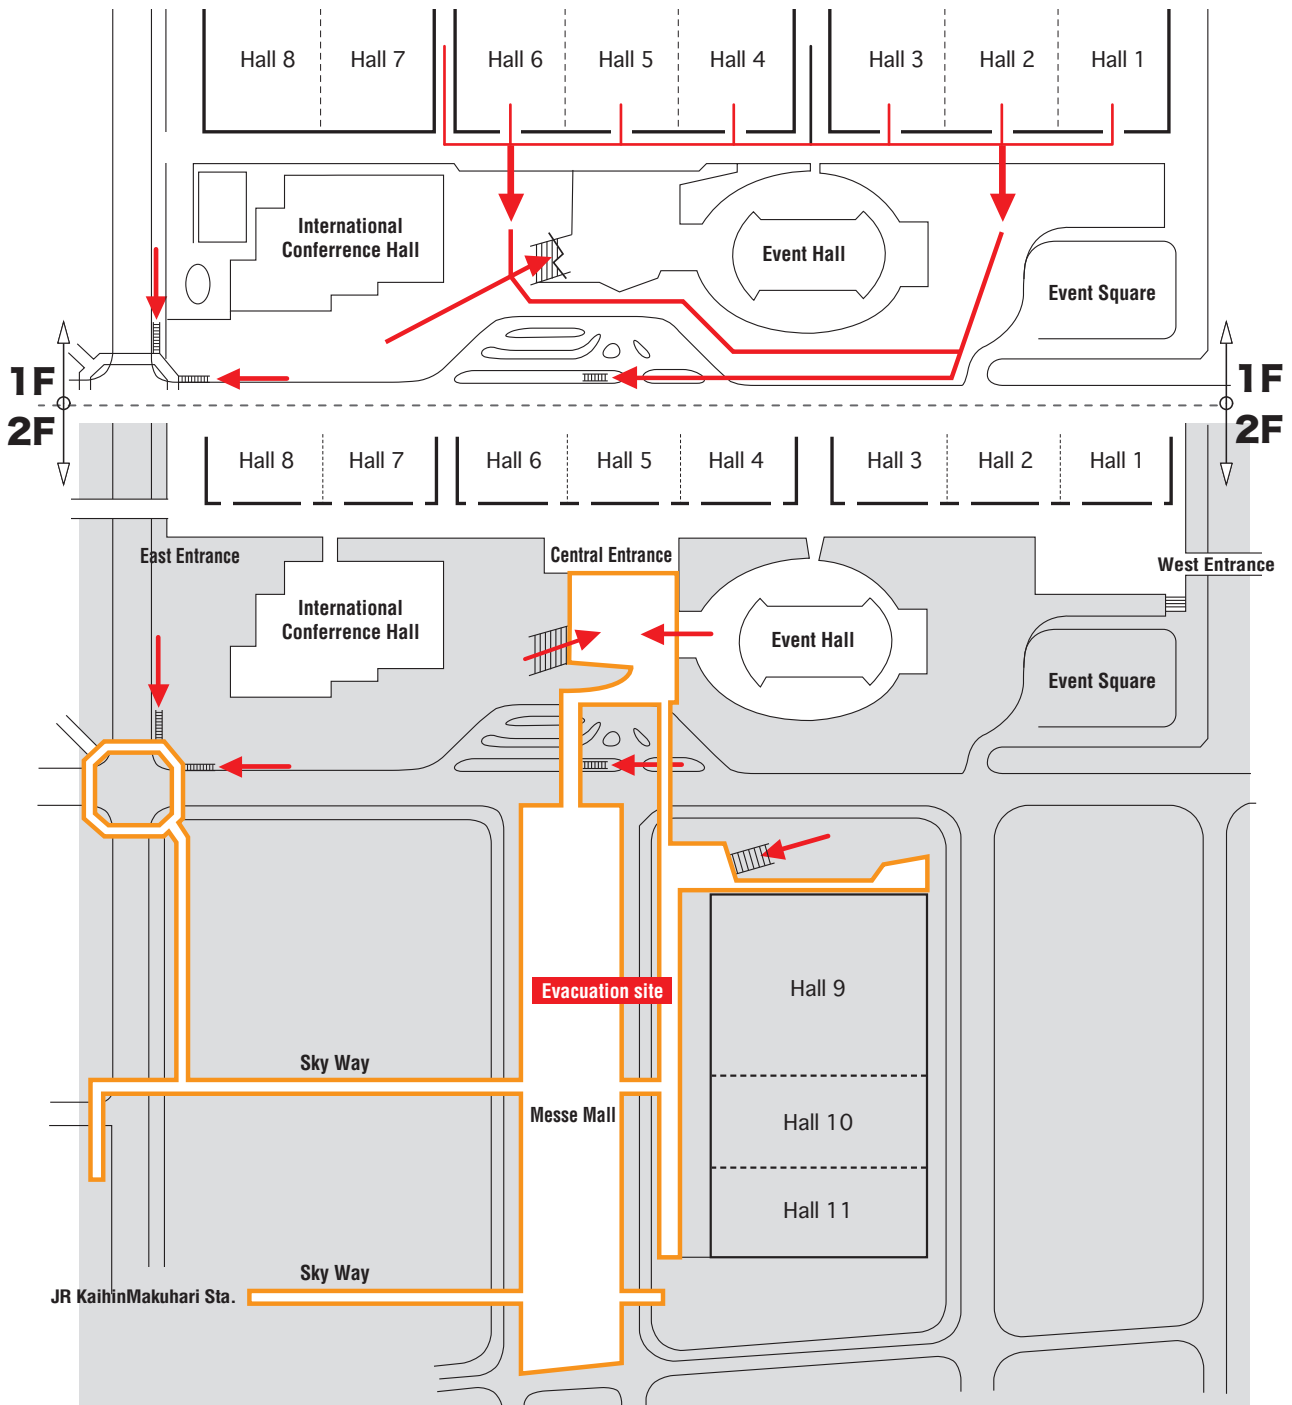 Hall 8
Hall 7
Hall 6
Hall 5
Hall 4
Hall 3
Hall 2
Hall 1
International
Conferrence Hall
Event Hall
Event Square
1F
1F
2F
2F
Hall 8
Hall 7
Hall 6
Hall 5
Hall 4
Hall 3
Hall 2
Hall 1
East Entrance
Central Entrance
West Entrance
International
Conferrence Hall
Event Hall
Event Square
Evacuation site
Hall 9
Sky Way
Messe Mall
Hall 10
Hall 11
Sky Way
JR KaihinMakuhari Sta.